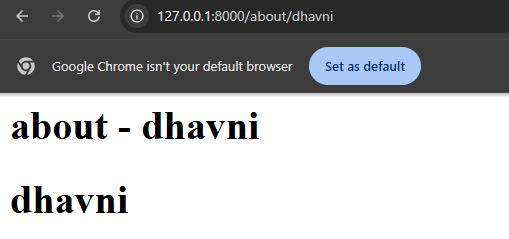 127.0.0.1:8000/about/dhavni
Google Chrome isn't your default browser Set as default
about - dhavni
dhavni